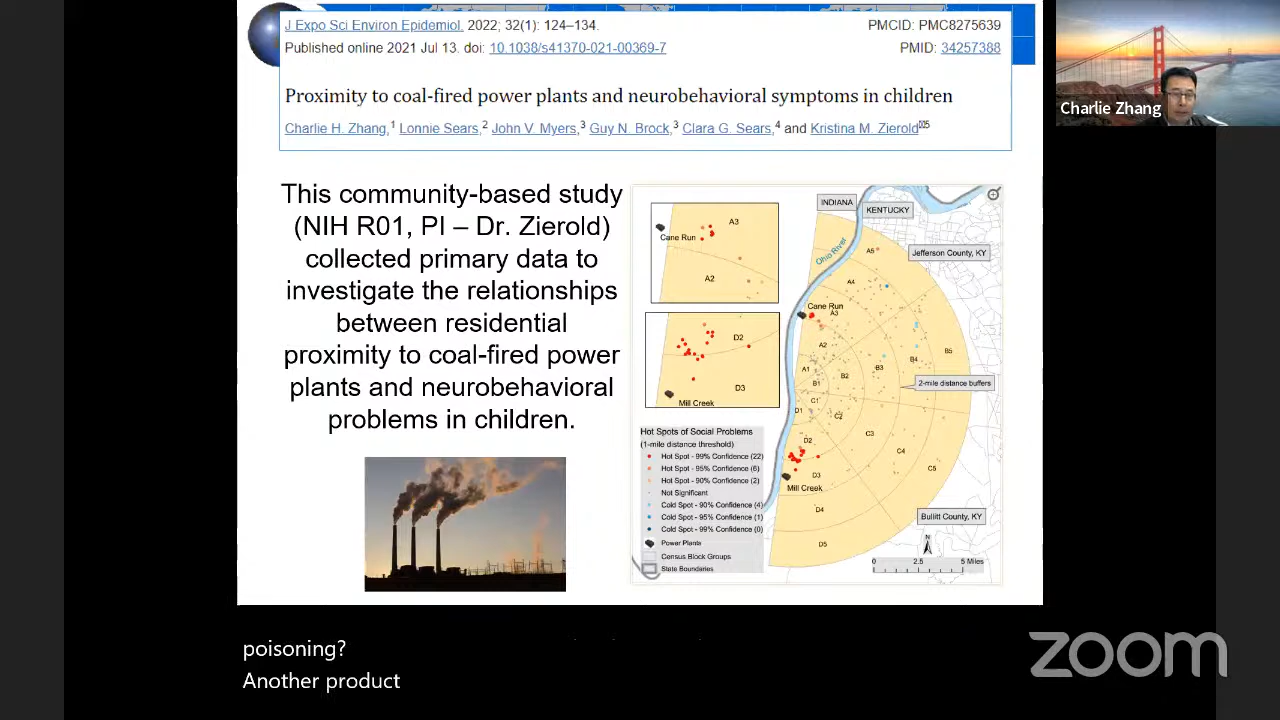 J Expo Sci Environ Epidemiol. 2022; 32(1): 124–134.
PMCID: PMC8275639
Published online 2021 Jul 13. doi: 10.1038/s41370-021-00369-7
PMID: 34257388
Proximity to coal-fired power plants and neurobehavioral symptoms in children
Charlie H. Zhang,1 Lonnie Sears,2 John V. Myers,3 Guy N. Brock,3 Clara G. Sears,4 and Kristina M. Zierold
Charlie Zhang
This community-based study
(NIH R01, PI – Dr. Zierold)
collected primary data to
investigate the relationships
between residential
proximity to coal-fired power
plants and neurobehavioral
problems in children.
A3
Cane Run
A2
D2
D3
Mill Creek
INDIANA
KENTUCKY
Ohio River
Jefferson County, KY
A5
A4
Cane Run
A3
A2
A1
B1
B2
B3
B4
B5
2-mile distance buffers
C1
C2
C3
C4
C5
D1
D2
D3
Mill Creek
D4
D5
Bullitt County, KY
N
0 2.5 5 Miles
Hot Spots of Social Problems
(1-mile distance threshold)
Hot Spot - 99% Confidence (22)
Hot Spot - 95% Confidence (6)
Hot Spot - 90% Confidence (2)
Not Significant
Cold Spot - 90% Confidence (4)
Cold Spot - 95% Confidence (1)
Cold Spot - 99% Confidence (0)
Power Plants
Census Block Groups
State Boundaries
poisoning?
Another product
zoom